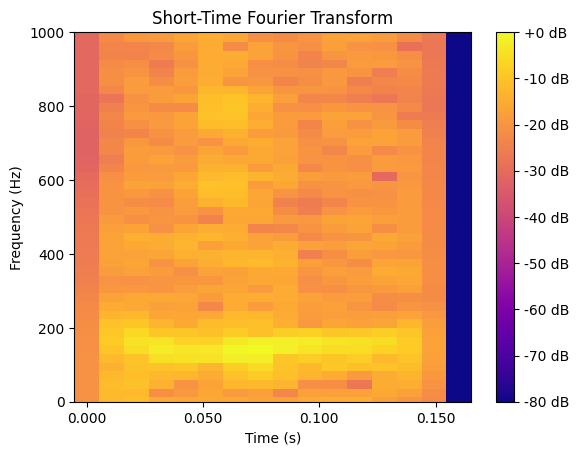 Short-Time Fourier Transform
1000
800
600
400
200
0
Frequency (Hz)
0.000
0.050
0.100
0.150
Time (s)
+0 dB
-10 dB
-20 dB
-30 dB
-40 dB
-50 dB
-60 dB
-70 dB
-80 dB